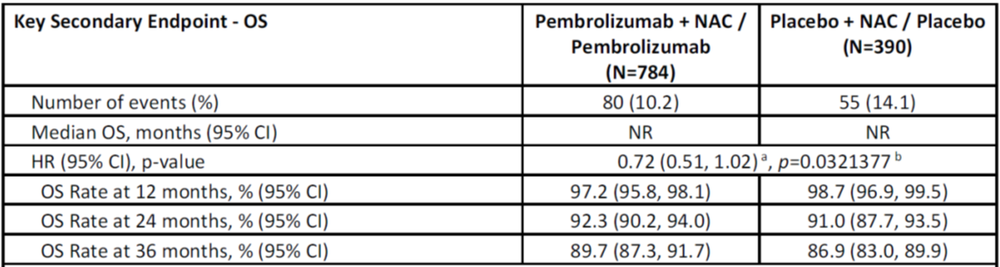 Key Secondary Endpoint - OS Pembrolizumab + NAC / Placebo + NAC / Placebo
Pembrolizumab (N=390)
(N=784)
Number of events (%) 80 (10.2) 55 (14.1)
Median OS, months (95% CI) NR NR
HR (95% CI), p-value 0.72 (0.51, 1.02) a, p=0.0321377 b
OS Rate at 12 months, % (95% CI) 97.2 (95.8, 98.1) 98.7 (96.9, 99.5)
OS Rate at 24 months, % (95% CI) 92.3 (90.2, 94.0) 91.0 (87.7, 93.5)
OS Rate at 36 months, % (95% CI) 89.7 (87.3, 91.7) 86.9 (83.0, 89.9)